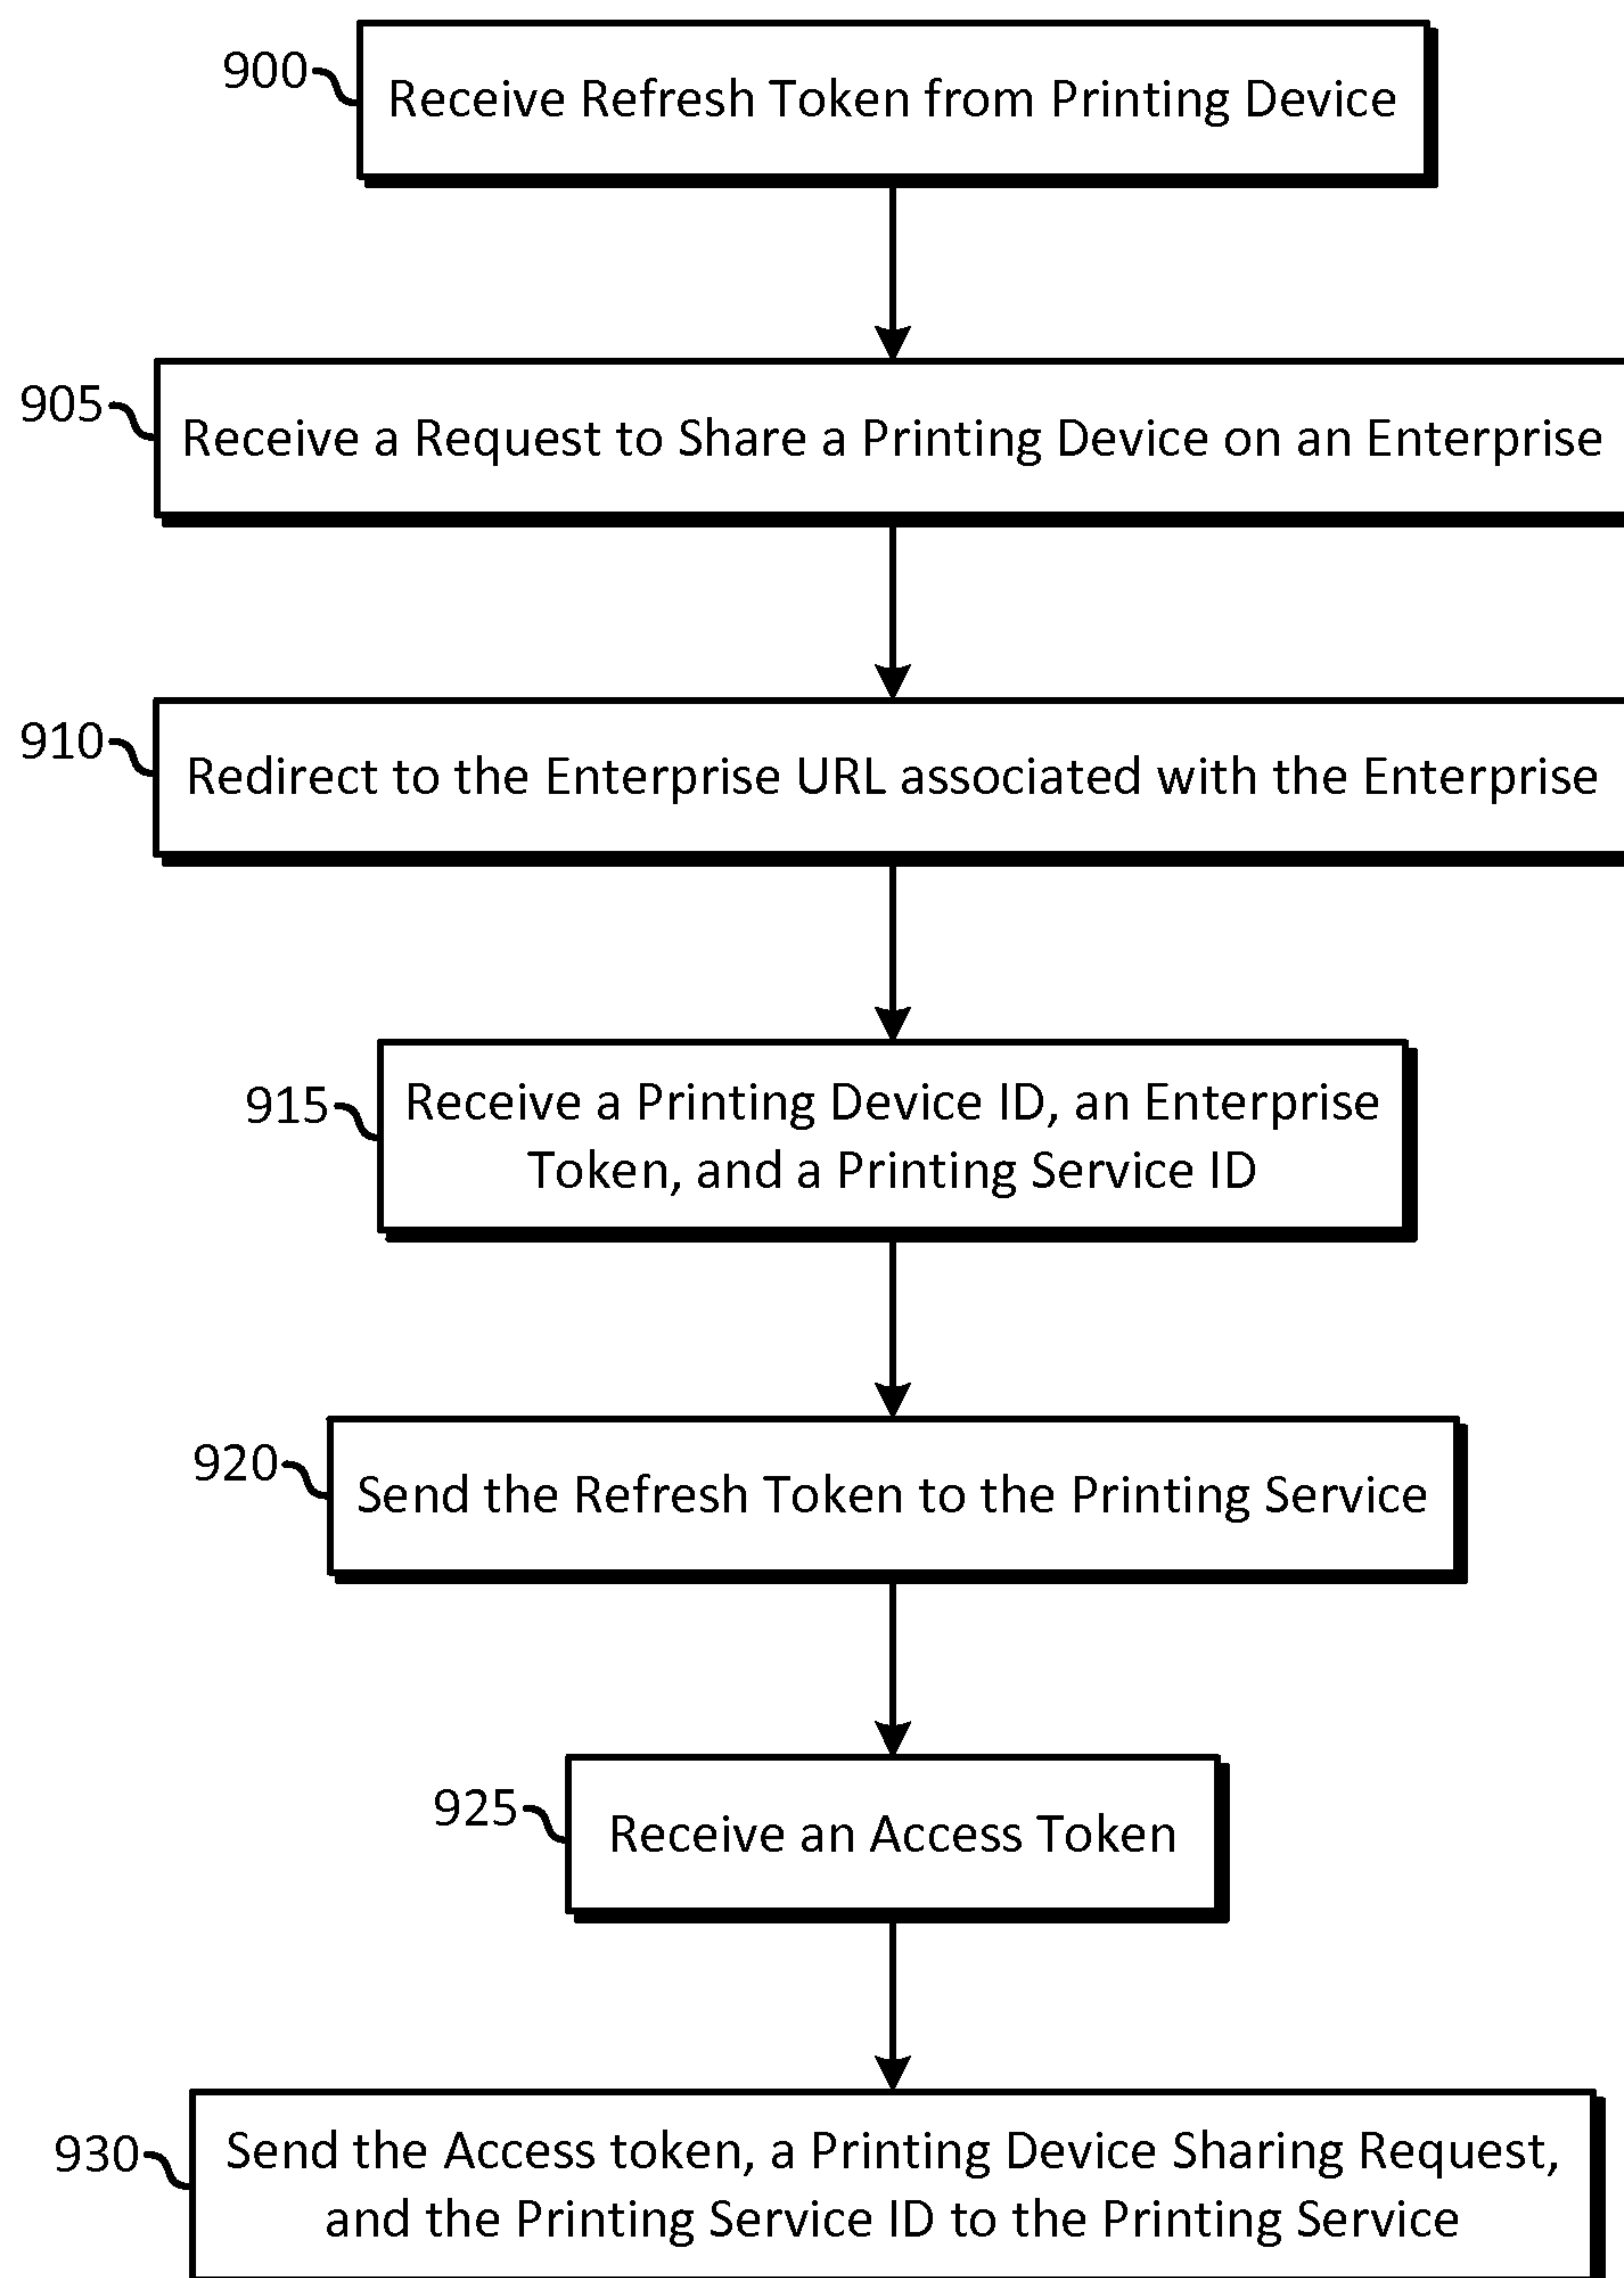 900
Receive Refresh Token from Printing Device
905
Receive a Request to Share a Printing Device on an Enterprise
910
Redirect to the Enterprise URL associated with the Enterprise
915
Receive a Printing Device ID, an Enterprise
Token, and a Printing Service ID
920
Send the Refresh Token to the Printing Service
925
Receive an Access Token
930
Send the Access token, a Printing Device Sharing Request,
and the Printing Service ID to the Printing Service